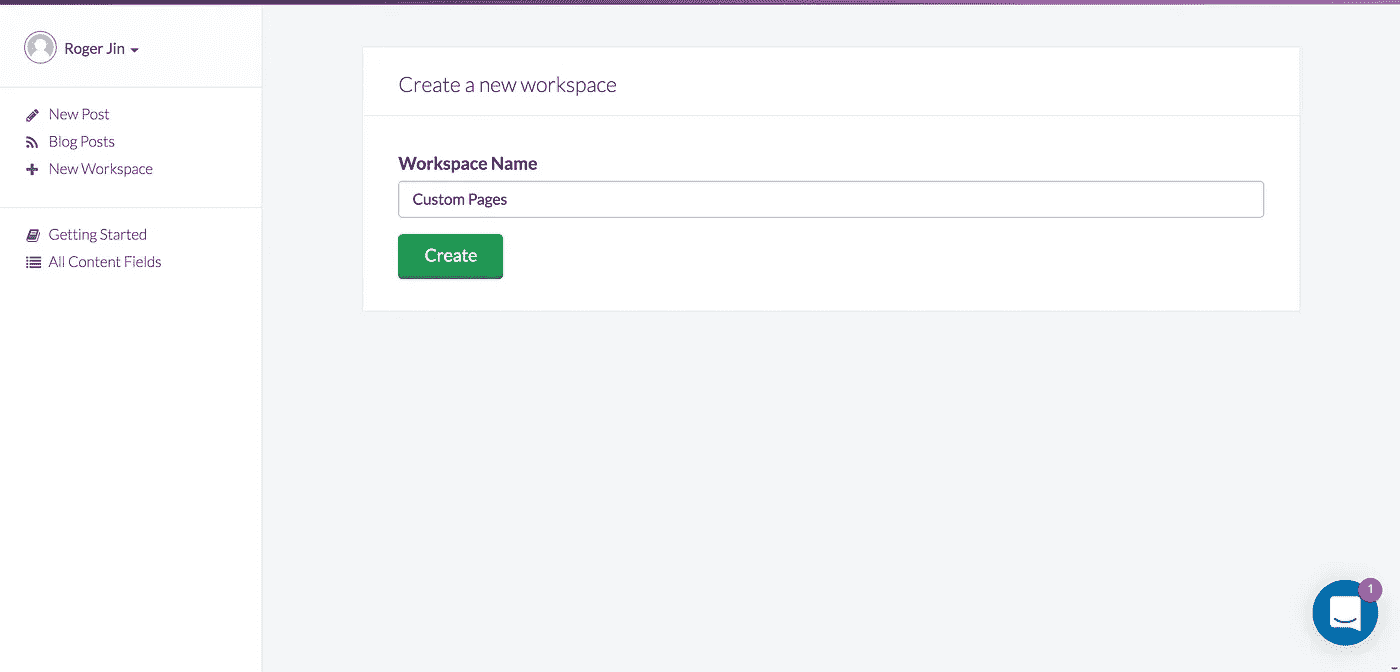 Roger Jin
New Post
Blog Posts
New Workspace
Getting Started
All Content Fields
Create a new workspace
Workspace Name
Custom Pages
Create
1